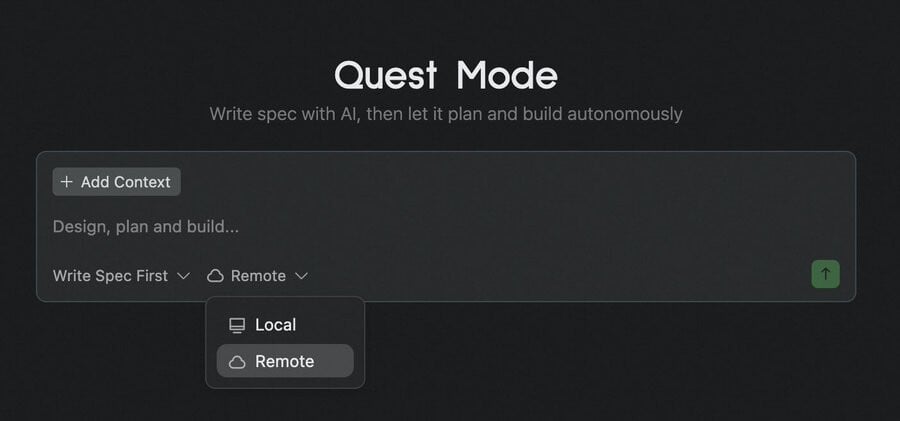 Quest Mode
Write spec with AI, then let it plan and build autonomously
Add Context
Design, plan and build...
Write Spec First Remote
Local
Remote